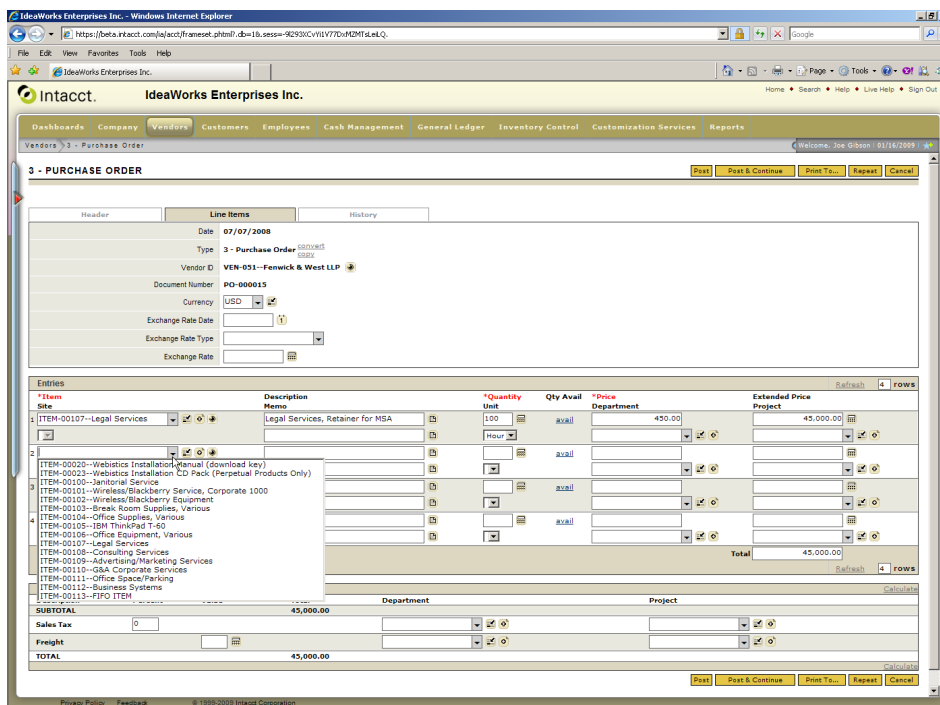 IdeaWorks Enterprises Inc. - Windows Internet Explorer
Google
File Edit View Favorites Tools Help
IdeaWorks Enterprises Inc.
Page Tools
Intacct. IdeaWorks Enterprises Inc.
Home Search Help Live Help Sign Out
Dashboards Company Vendors Customers Employees Cash Management General Ledger Inventory Control Customization Services Reports
Vendors 3 - Purchase Order
Welcome, Joe Gibson | 01/16/2009
3 - PURCHASE ORDER
Post Post & Continue Print To... Repeat Cancel
Header Line Items History
Date 07/07/2008
Type 3 - Purchase Order convert
copy
Vendor ID VEN-051--Fenwick & West LLP
Document Number PO-000015
Currency USD
Exchange Rate Date 1
Exchange Rate Type
Exchange Rate
Entries Refresh 4 rows
*Item Description *Quantity Qty Avail *Price Extended Price
Site Memo Unit Department Project
1 ITEM-00107--Legal Services Legal Services, Retainer for MSA 100 avail 450.00 45,000.00
Hour
2 avail
ITEM-00020--Webistics Installation Manual (download key)
ITEM-00023--Webistics Installation CD Pack (Perpetual Products Only)
ITEM-00100--Janitorial Service
3 avail
ITEM-00101--Wireless/Blackberry Service, Corporate 1000
ITEM-00102--Wireless/Blackberry Equipment
ITEM-00103--Break Room Supplies, Various
ITEM-00104--Office Supplies, Various
4 avail
ITEM-00105--IBM ThinkPad T-60
ITEM-00106--Office Equipment, Various
ITEM-00107--Legal Services
ITEM-00108--Consulting Services
Total 45,000.00
ITEM-00109--Advertising/Marketing Services
ITEM-00110--G&A Corporate Services
Refresh 4 rows
ITEM-00111--Office Space/Parking
ITEM-00112--Business Systems
ITEM-00113--FIFO ITEM
Calculate
Department Project
SUBTOTAL 45,000.00
Sales Tax 0
Freight
TOTAL 45,000.00
Calculate
Post Post & Continue Print To... Repeat Cancel
Privacy Policy Feedback © 1999-2009 Intacct Corporation